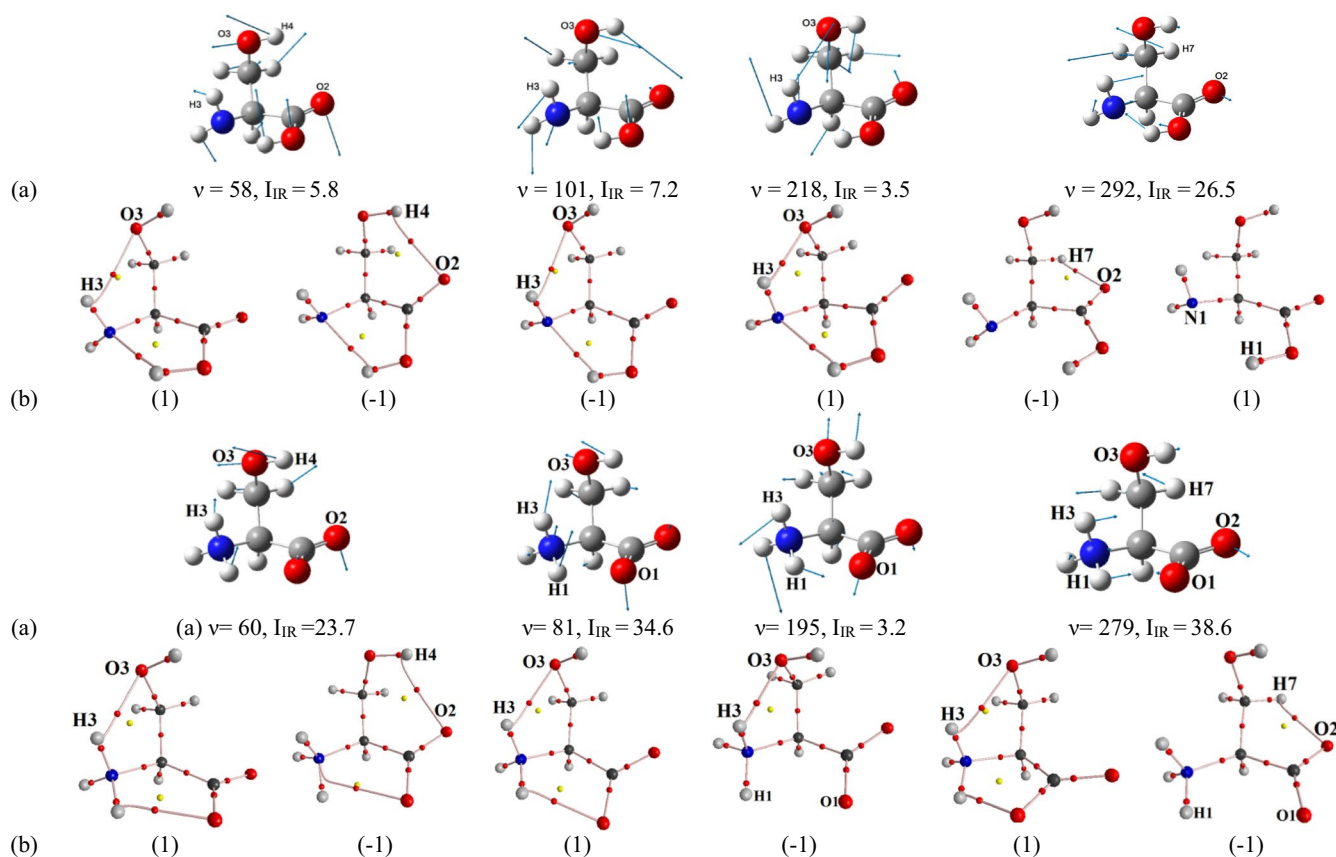 O3 H4 O3 O3 H7
H3 O2 H3 H3 O2
(a) ν = 58, I_IR = 5.8 ν = 101, I_IR = 7.2 ν = 218, I_IR = 3.5 ν = 292, I_IR = 26.5
O3 H4 O3 O3
H3 O2 H3 H3 H7 O2 N1 H1
(b) (1) (-1) (-1) (1) (-1) (1)
O3 H4 O3 O3 O3
H3 O2 H3 H3 H3 H7 O2
H1 O1 H1 O1 H1 O1
(a) (a) ν= 60, I_IR =23.7 ν= 81, I_IR = 34.6 ν= 195, I_IR = 3.2 ν= 279, I_IR = 38.6
O3 H4 O3 O3 O3 H7
H3 O2 H3 H3 H3 O2
H1 O1 H1 O1
(b) (1) (-1) (1) (-1) (1) (-1)